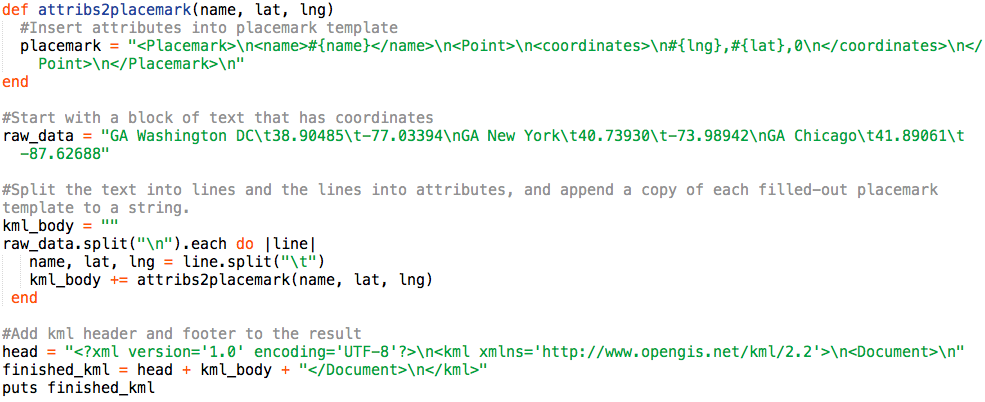 def attribs2placemark(name, lat, lng)
  #Insert attributes into placemark template
  placemark = "<Placemark>\n<name>#{name}</name>\n<Point>\n<coordinates>\n#{lng},#{lat},0\n</coordinates>\n</
    Point>\n</Placemark>\n"
end

#Start with a block of text that has coordinates
raw_data = "GA Washington DC\t38.90485\t-77.03394\nGA New York\t40.73930\t-73.98942\nGA Chicago\t41.89061\t
  -87.62688"

#Split the text into lines and the lines into attributes, and append a copy of each filled-out placemark
template to a string.
kml_body = ""
raw_data.split("\n").each do |line|
   name, lat, lng = line.split("\t")
   kml_body += attribs2placemark(name, lat, lng)
 end

#Add kml header and footer to the result
head = "<?xml version='1.0' encoding='UTF-8'?>\n<kml xmlns='http://www.opengis.net/kml/2.2'>\n<Document>\n"
finished_kml = head + kml_body + "</Document>\n</kml>"
puts finished_kml